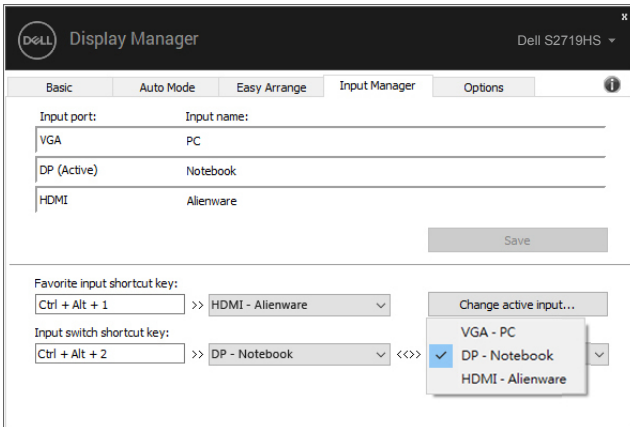 x
DELL Display Manager Dell S2719HS
Basic Auto Mode Easy Arrange Input Manager Options i
Input port: Input name:
VGA PC
DP (Active) Notebook
HDMI Alienware
Save
Favorite input shortcut key:
Ctrl + Alt + 1 >> HDMI - Alienware Change active input...
Input switch shortcut key:
VGA - PC
Ctrl + Alt + 2 >> DP - Notebook <<>> DP - Notebook
HDMI - Alienware